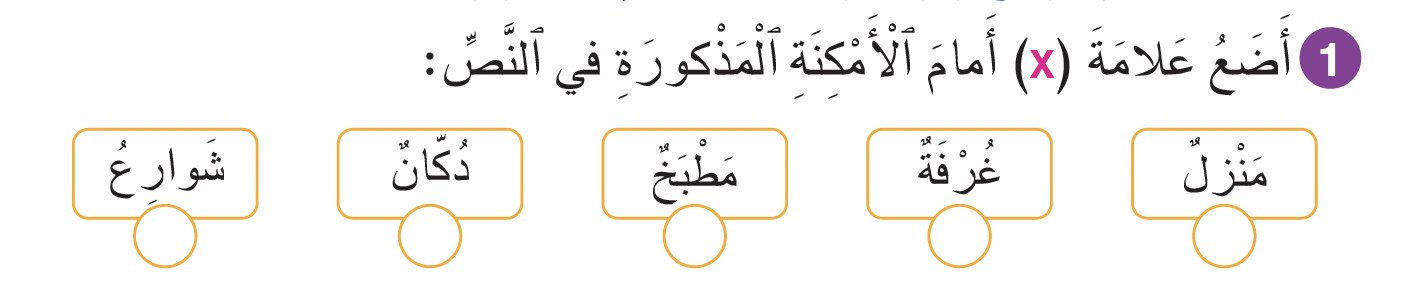 1 أَضَعُ عَلامَةَ (x) أَمامَ ٱلْأَمْكِنَةِ ٱلْمَذْكورَةِ في ٱلنَّصِّ:
مَنْزِلٌ غُرْفَةٌ مَطْبَخٌ دُكّانٌ شَوارِعُ